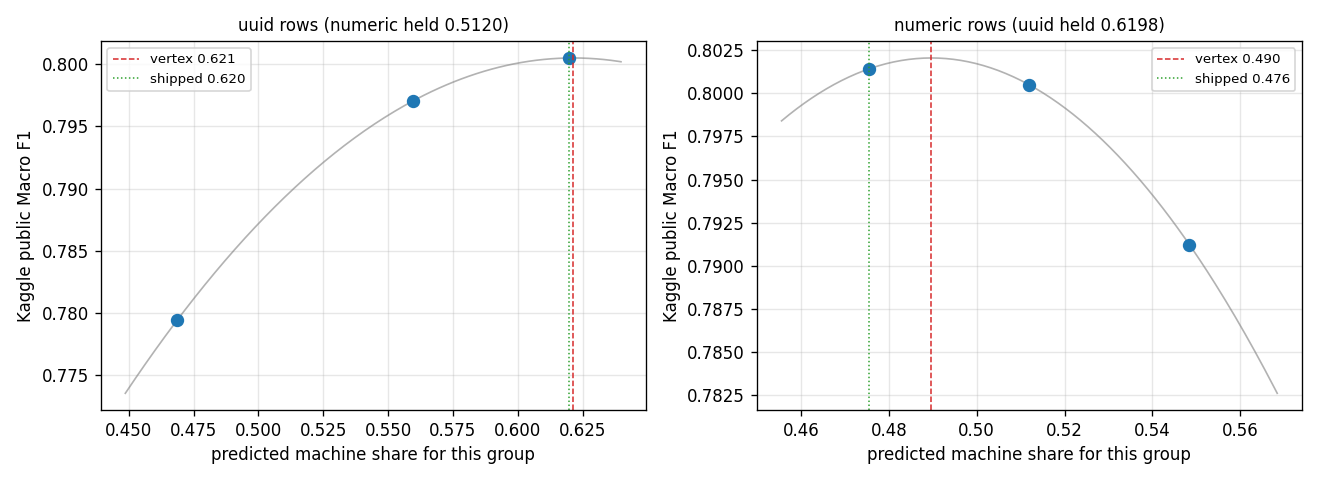 uuid rows (numeric held 0.5120)
vertex 0.621
shipped 0.620
Kaggle public Macro F1
0.800
0.795
0.790
0.785
0.780
0.775
0.450 0.475 0.500 0.525 0.550 0.575 0.600 0.625
predicted machine share for this group
numeric rows (uuid held 0.6198)
vertex 0.490
shipped 0.476
Kaggle public Macro F1
0.8025
0.8000
0.7975
0.7950
0.7925
0.7900
0.7875
0.7850
0.7825
0.46 0.48 0.50 0.52 0.54 0.56
predicted machine share for this group